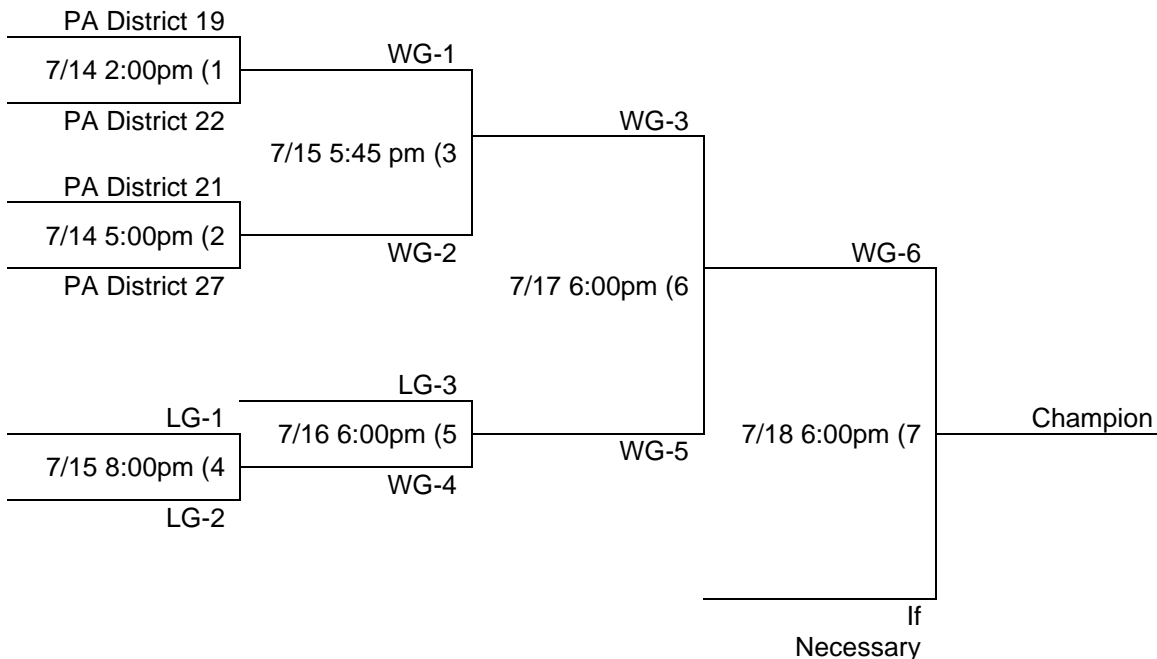 PA District 19
7/14 2:00pm (1
PA District 22
WG-1
7/15 5:45 pm (3
WG-2
PA District 21
7/14 5:00pm (2
PA District 27
WG-3
7/17 6:00pm (6
WG-5
WG-6
7/18 6:00pm (7
If
Necessary
Champion
LG-3
7/16 6:00pm (5
WG-4
LG-1
7/15 8:00pm (4
LG-2